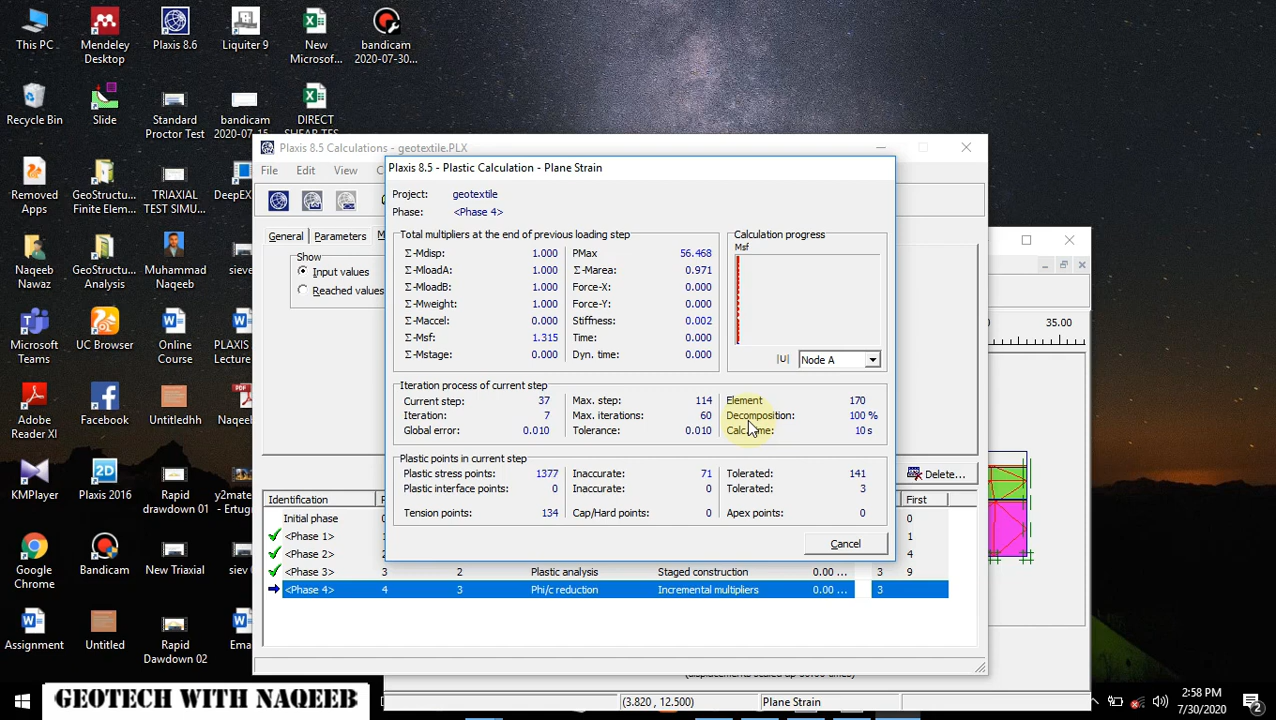 This PC
Mendeley
Desktop
Plaxis 8.6
Liquiter 9
New
Microsof...
bandicam
2020-07-30...
Recycle Bin
Slide
Standard
Proctor Test
bandicam
2020-07-15...
DIRECT
SHEAR TES
Removed
Apps
GeoStructu...
Finite Elem...
TRIAXIAL
TEST SIMU...
DeepEX
Naqeeb
Nawaz
GeoStructu...
Analysis
Muhammad
Naqeeb
siev
Microsoft
Teams
UC Browser
Online
Course
PLAXIS
Lecture
Adobe
Reader XI
Facebook
Untitledhh
Naqee
KMPlayer
Plaxis 2016
Rapid
drawdown 01
y2mate
- Ertugr
Google
Chrome
Bandicam
New Triaxial
siev
Assignment
Untitled
Rapid
Dawdown 02
Ema
Plaxis 8.5 Calculations - geotextile.PLX
File Edit View C
General Parameters M
Show
Input values
Reached values
Delete...
Identification P First
Initial phase 0 0
<Phase 1> 1 1
<Phase 2> 2 4
<Phase 3> 3 2 Plastic analysis Staged construction 0.00 ... 3 9
<Phase 4> 4 3 Phi/c reduction Incremental multipliers 0.00 ... 3
Plaxis 8.5 - Plastic Calculation - Plane Strain
Project: geotextile
Phase: <Phase 4>
Total multipliers at the end of previous loading step
Σ-Mdisp: 1.000 PMax 56.468
Σ-MloadA: 1.000 Σ-Marea: 0.971
Σ-MloadB: 1.000 Force-X: 0.000
Σ-Mweight: 1.000 Force-Y: 0.000
Σ-Maccel: 0.000 Stiffness: 0.002
Σ-Msf: 1.315 Time: 0.000
Σ-Mstage: 0.000 Dyn. time: 0.000
Calculation progress
Msf
|U| Node A
Iteration process of current step
Current step: 37 Max. step: 114 Element 170
Iteration: 7 Max. iterations: 60 Decomposition: 100 %
Global error: 0.010 Tolerance: 0.010 Calc. time: 10 s
Plastic points in current step
Plastic stress points: 1377 Inaccurate: 71 Tolerated: 141
Plastic interface points: 0 Inaccurate: 0 Tolerated: 3
Tension points: 134 Cap/Hard points: 0 Apex points: 0
Cancel
35.00
(3.820 , 12.500) Plane Strain
GEOTECH WITH NAQEEB
2:58 PM
7/30/2020
2